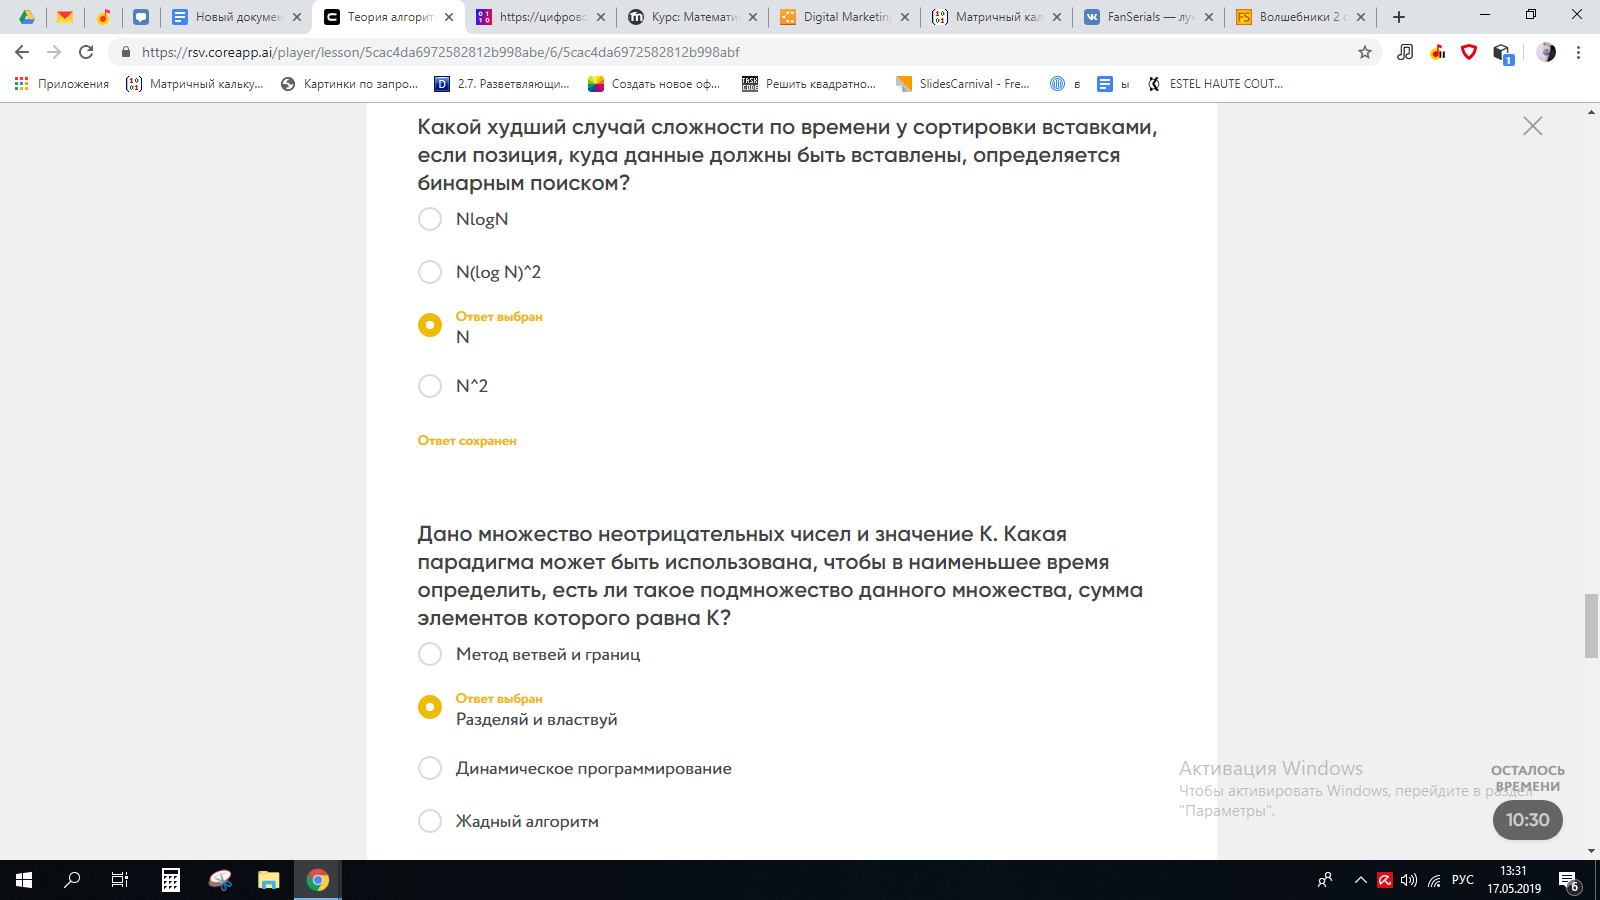 Новый докумен
Теория алгорит
https://цифрово
Курс: Математи
Digital Marketing
Матричный кал
FanSerials — луч
Волшебники 2 с
https://rsv.coreapp.ai/player/lesson/5cac4da6972582812b998abe/6/5cac4da6972582812b998abf
1
Приложения
Матричный кальку...
Картинки по запро...
2.7. Разветвляющи...
Создать новое оф...
Решить квадратно...
SlidesCarnival - Fre...
в
ы
ESTEL HAUTE COUT...
Какой худший случай сложности по времени у сортировки вставками,
если позиция, куда данные должны быть вставлены, определяется
бинарным поиском?
NlogN
N(log N)^2
Ответ выбран
N
N^2
Ответ сохранен
Дано множество неотрицательных чисел и значение К. Какая
парадигма может быть использована, чтобы в наименьшее время
определить, есть ли такое подмножество данного множества, сумма
элементов которого равна К?
Метод ветвей и границ
Ответ выбран
Разделяй и властвуй
Динамическое программирование
Жадный алгоритм
Активация Windows
Чтобы активировать Windows, перейдите в раздел
"Параметры".
ОСТАЛОСЬ
ВРЕМЕНИ
10:30
РУС
13:31
17.05.2019
6